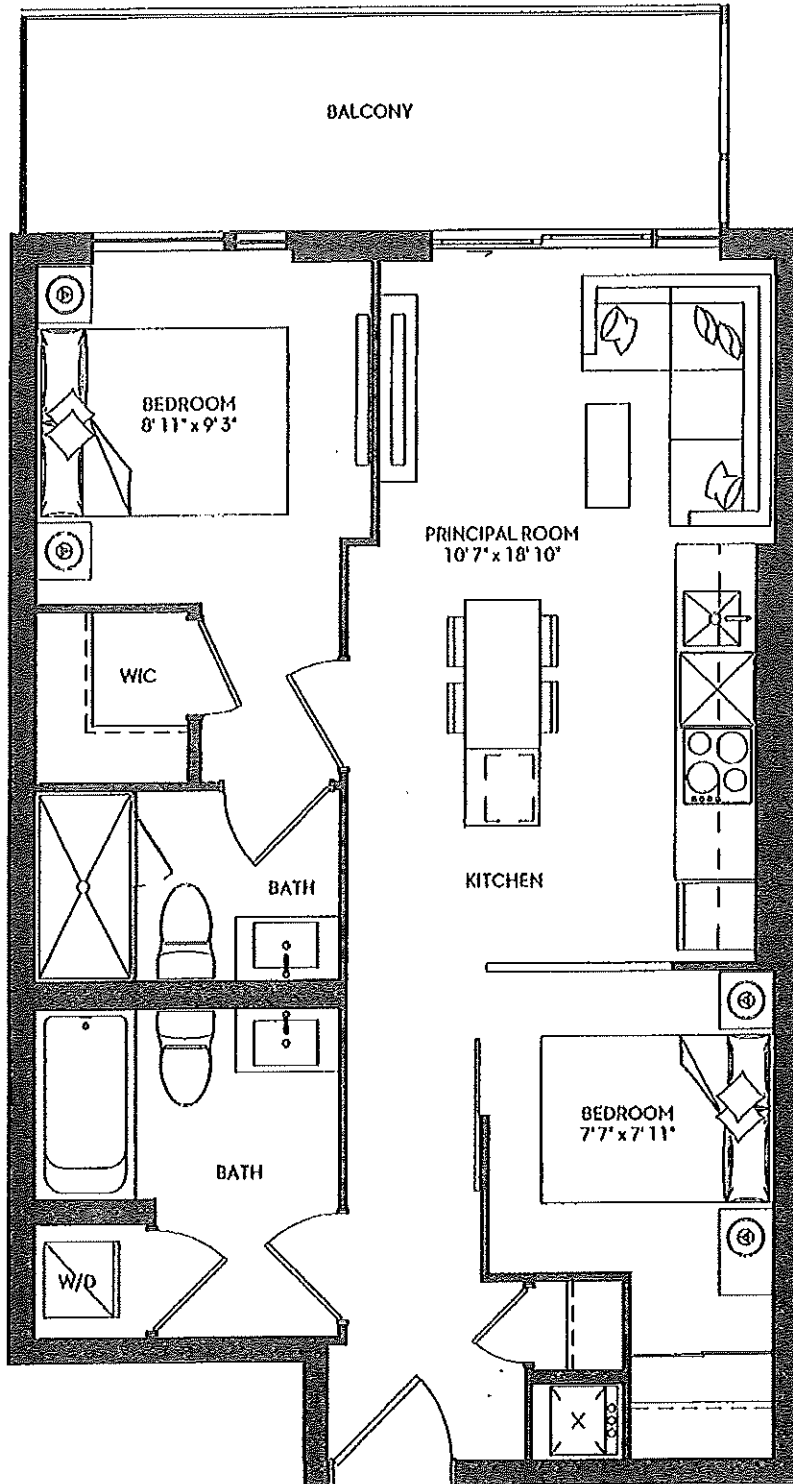 BALCONY
BEDROOM
8' 11" x 9' 3"
PRINCIPAL ROOM
10' 7" x 18' 10"
WIC
BATH
KITCHEN
BEDROOM
7' 7" x 7' 11"
BATH
W/D
X